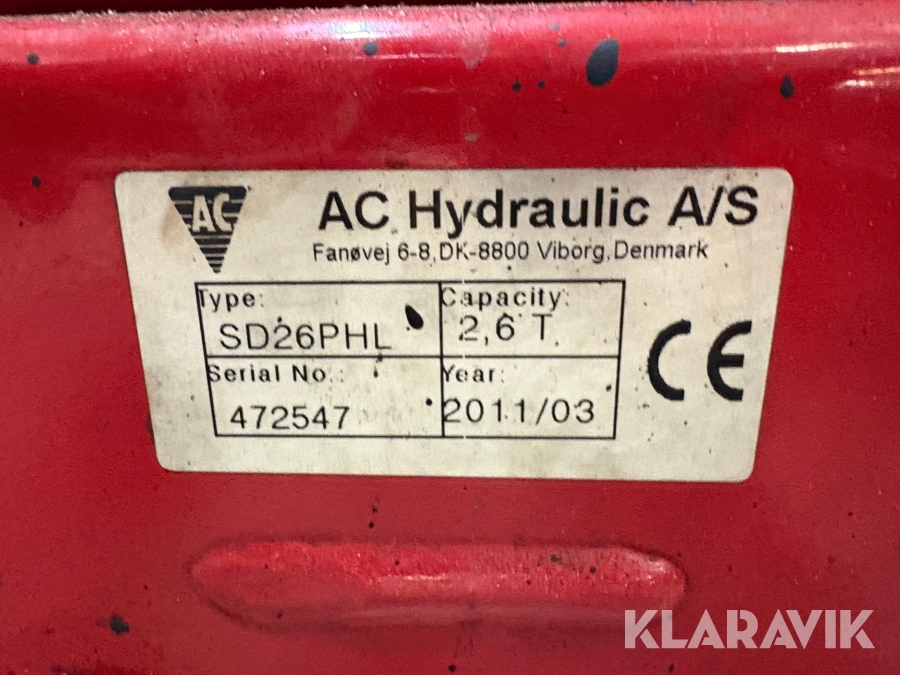 AC
AC Hydraulic A/S
Fanøvej 6-8, DK-8800 Viborg, Denmark
Type: Capacity:
SD26PHL 2,6 T
Serial No.: Year:
472547 2011/03
CE
KLARAVIK